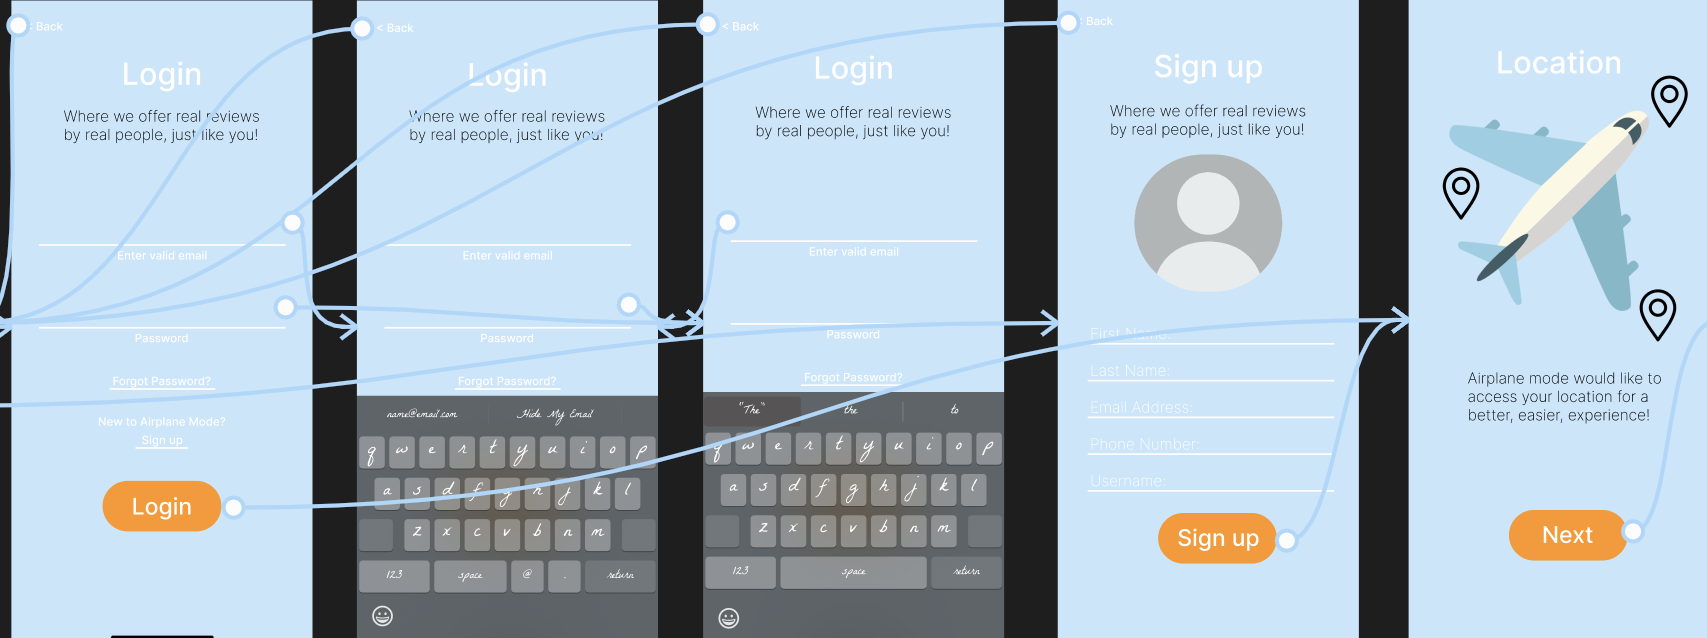 < Back
Login
Where we offer real reviews
by real people, just like you!
Enter valid email
Password
Forgot Password?
New to Airplane Mode?
Sign up
Login
< Back
Login
Where we offer real reviews
by real people, just like you!
Enter valid email
Password
Forgot Password?
name@email.com Hide My Email
q w e r t y u i o p
a s d f g h j k l
z x c v b n m
123 space @ . return
< Back
Login
Where we offer real reviews
by real people, just like you!
Enter valid email
Password
Forgot Password?
"The" the to
q w e r t y u i o p
a s d f g h j k l
z x c v b n m
123 space return
< Back
Sign up
Where we offer real reviews
by real people, just like you!
First Name:
Last Name:
Email Address:
Phone Number:
Username:
Sign up
Location
Airplane mode would like to
access your location for a
better, easier, experience!
Next